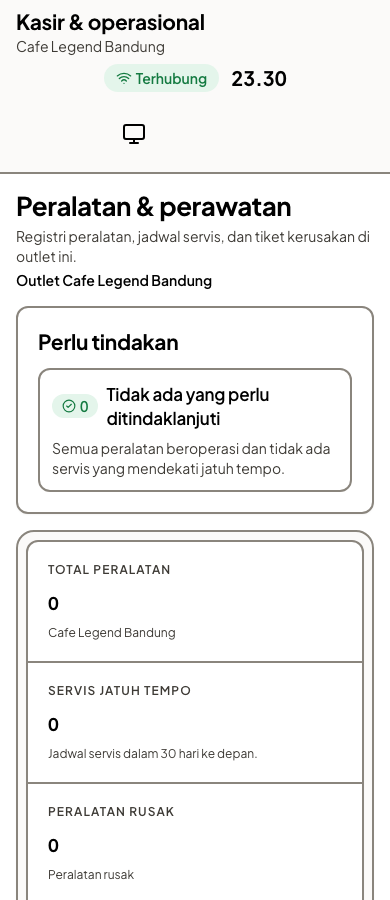 Kasir & operasional
Cafe Legend Bandung
Terhubung 23.30
Peralatan & perawatan
Registri peralatan, jadwal servis, dan tiket kerusakan di
outlet ini.
Outlet Cafe Legend Bandung
Perlu tindakan
0 Tidak ada yang perlu
ditindaklanjuti
Semua peralatan beroperasi dan tidak ada
servis yang mendekati jatuh tempo.
TOTAL PERALATAN
0
Cafe Legend Bandung
SERVIS JATUH TEMPO
0
Jadwal servis dalam 30 hari ke depan.
PERALATAN RUSAK
0
Peralatan rusak